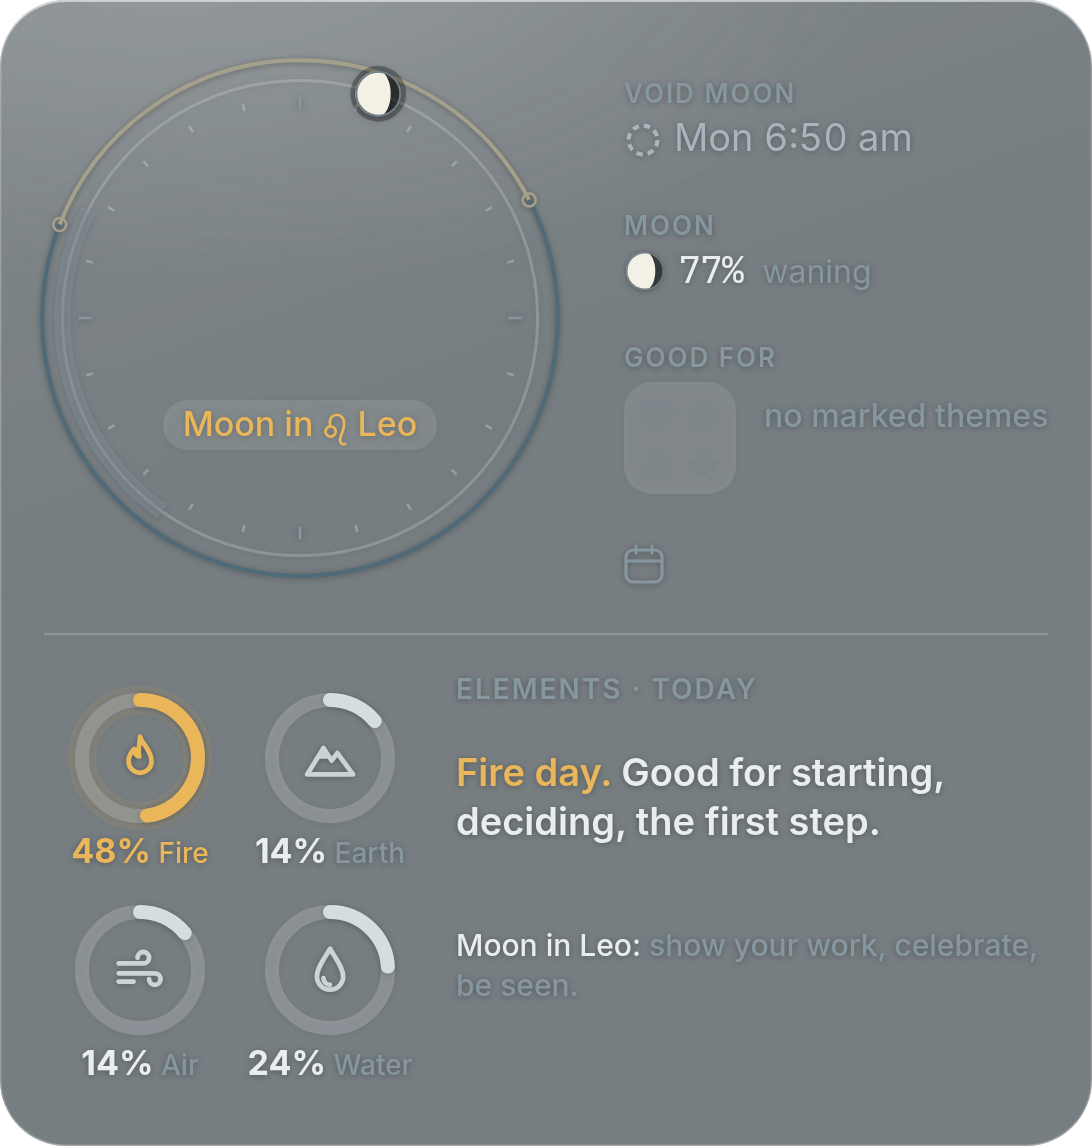 VOID MOON
Mon 6:50 am
MOON
77% waning
GOOD FOR
no marked themes
Moon in ♌ Leo
ELEMENTS · TODAY
Fire day. Good for starting,
deciding, the first step.
48% Fire
14% Earth
Moon in Leo: show your work, celebrate,
be seen.
14% Air
24% Water